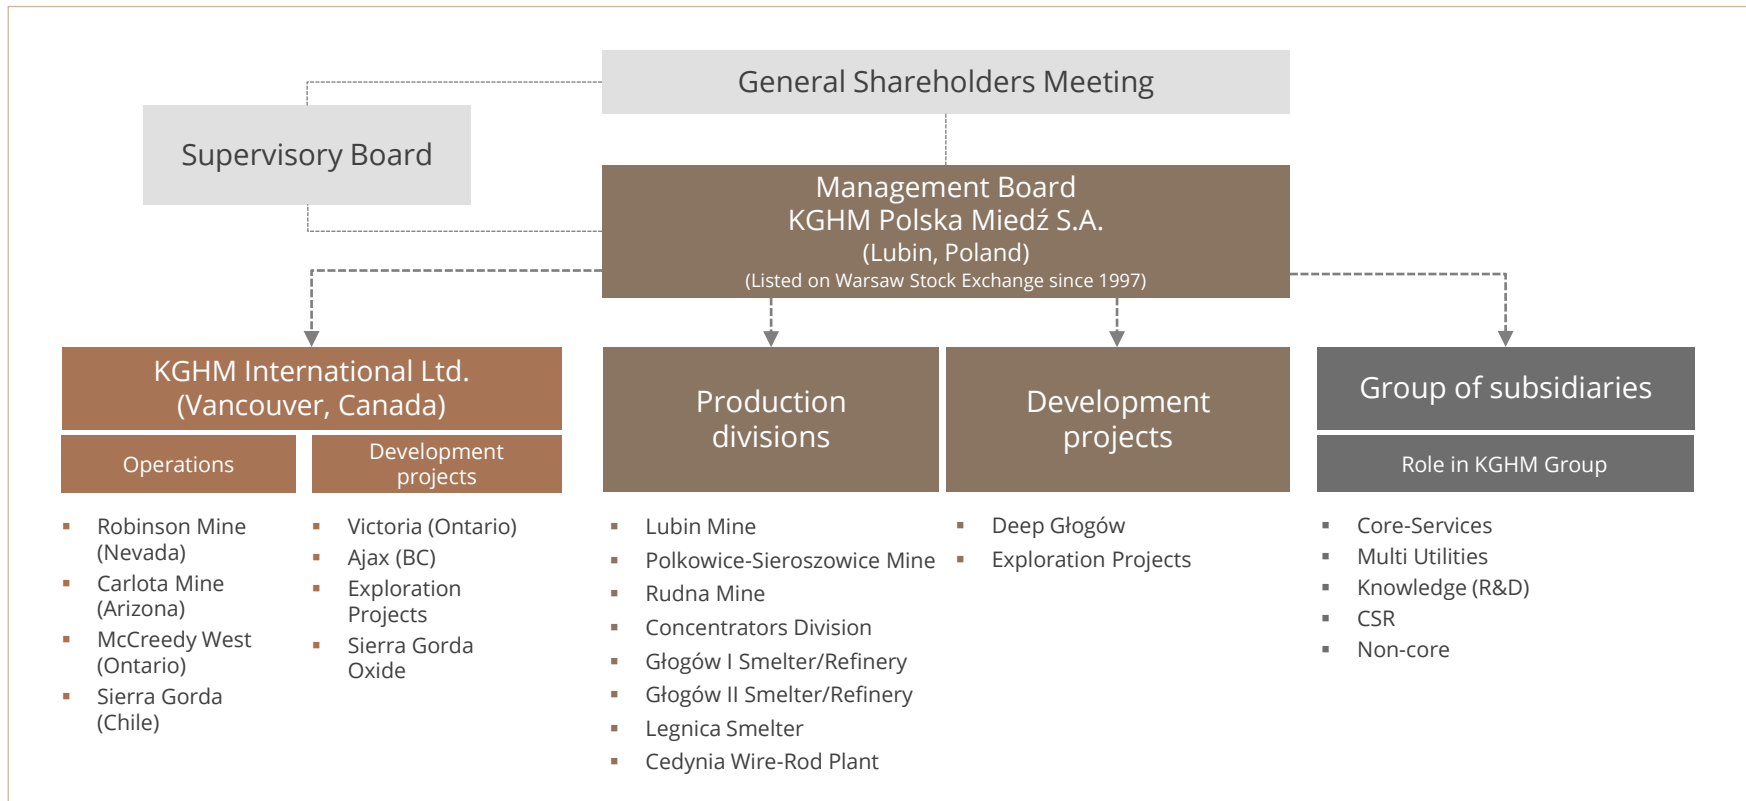 General Shareholders Meeting
Supervisory Board
Management Board
KGHM Polska Miedź S.A.
(Lubin, Poland)
(Listed on Warsaw Stock Exchange since 1997)
KGHM International Ltd.
(Vancouver, Canada)
Operations
Robinson Mine
(Nevada)
Carlota Mine
(Arizona)
McCreedy West
(Ontario)
Sierra Gorda
(Chile)
Development
projects
Victoria (Ontario)
Ajax (BC)
Exploration
Projects
Sierra Gorda
Oxide
Production
divisions
Lubin Mine
Polkowice-Sieroszowice Mine
Rudna Mine
Concentrators Division
Głogów I Smelter/Refinery
Głogów II Smelter/Refinery
Legnica Smelter
Cedynia Wire-Rod Plant
Development
projects
Deep Głogów
Exploration Projects
Group of subsidiaries
Role in KGHM Group
Core-Services
Multi Utilities
Knowledge (R&D)
CSR
Non-core